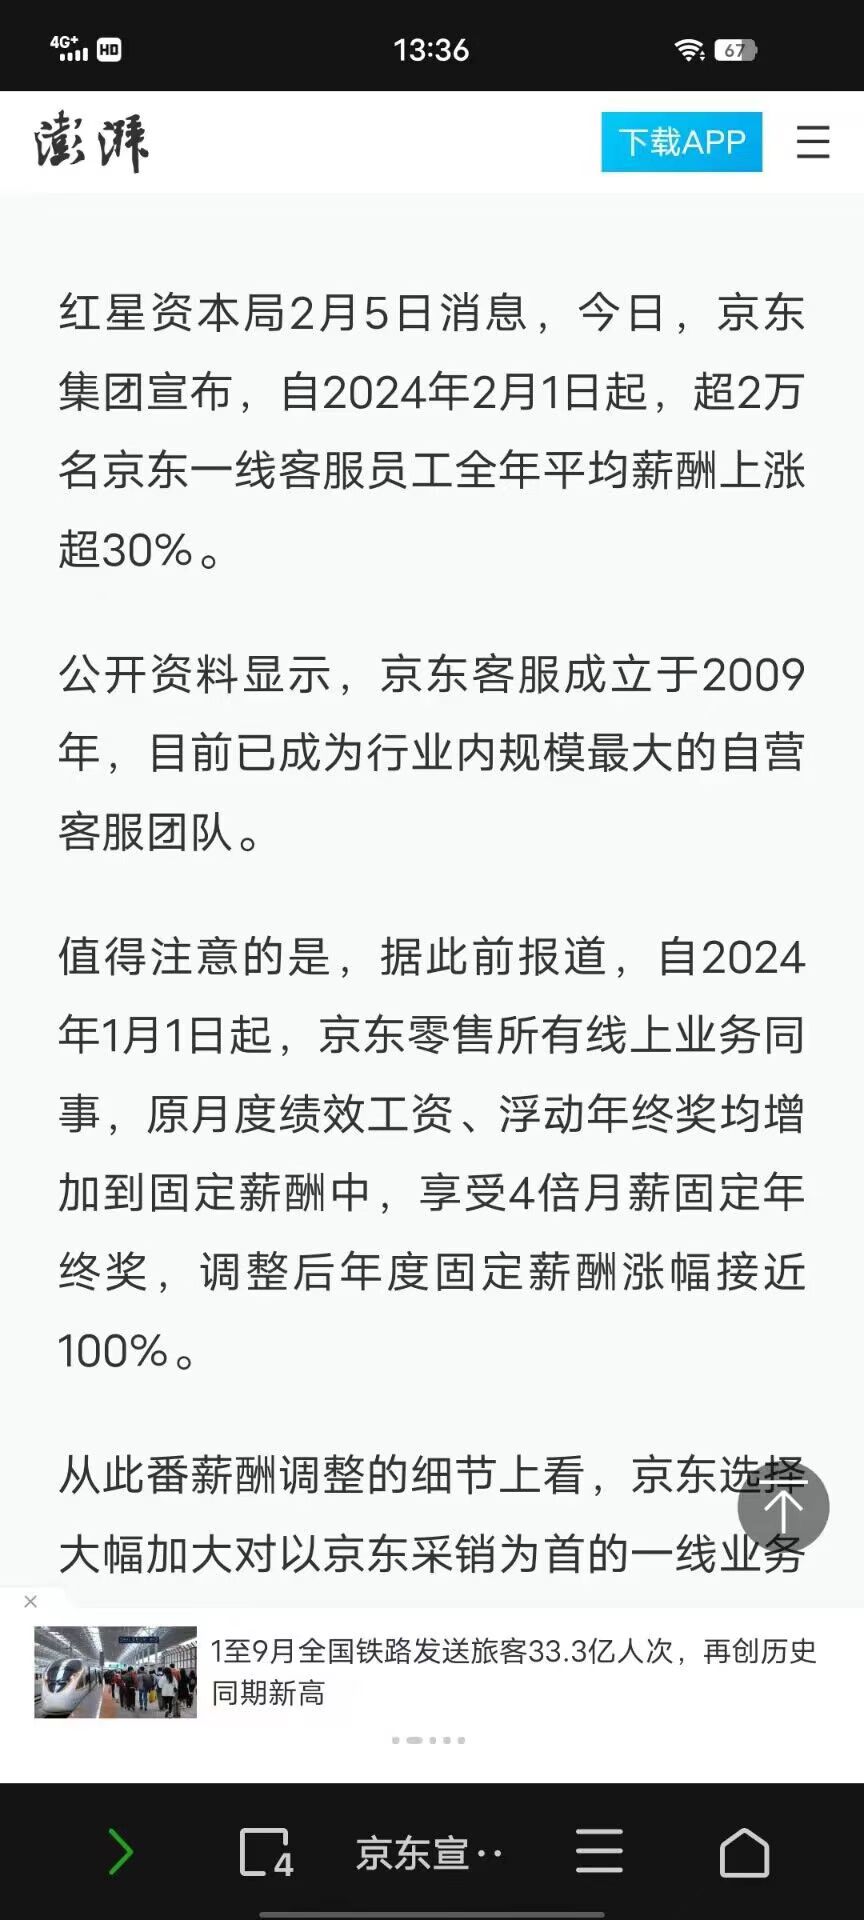 4G+ HD 13:36 67
澎湃 下载APP
红星资本局2月5日消息，今日，京东
集团宣布，自2024年2月1日起，超2万
名京东一线客服员工全年平均薪酬上涨
超30%。
公开资料显示，京东客服成立于2009
年，目前已成为行业内规模最大的自营
客服团队。
值得注意的是，据此前报道，自2024
年1月1日起，京东零售所有线上业务同
事，原月度绩效工资、浮动年终奖均增
加到固定薪酬中，享受4倍月薪固定年
终奖，调整后年度固定薪酬涨幅接近
100%。
从此番薪酬调整的细节上看，京东选择
大幅加大对以京东采销为首的一线业务
1至9月全国铁路发送旅客33.3亿人次，再创历史
同期新高
4 京东宣··